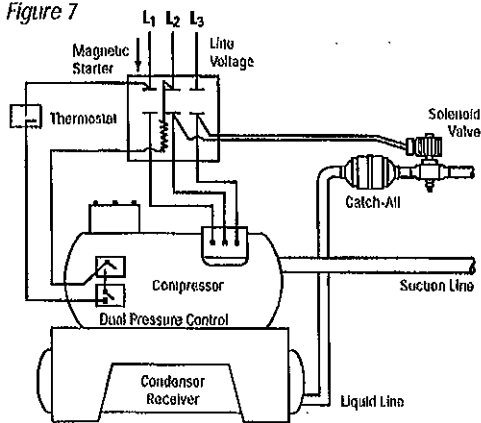 Figure 7
L1 L2 L3
Magnetic
Starter
Line
Voltage
Thermostat
Solenoid
Valve
Catch-All
Compressor
Suction Line
Dual Pressure Control
Condensor
Receiver
Liquid Line